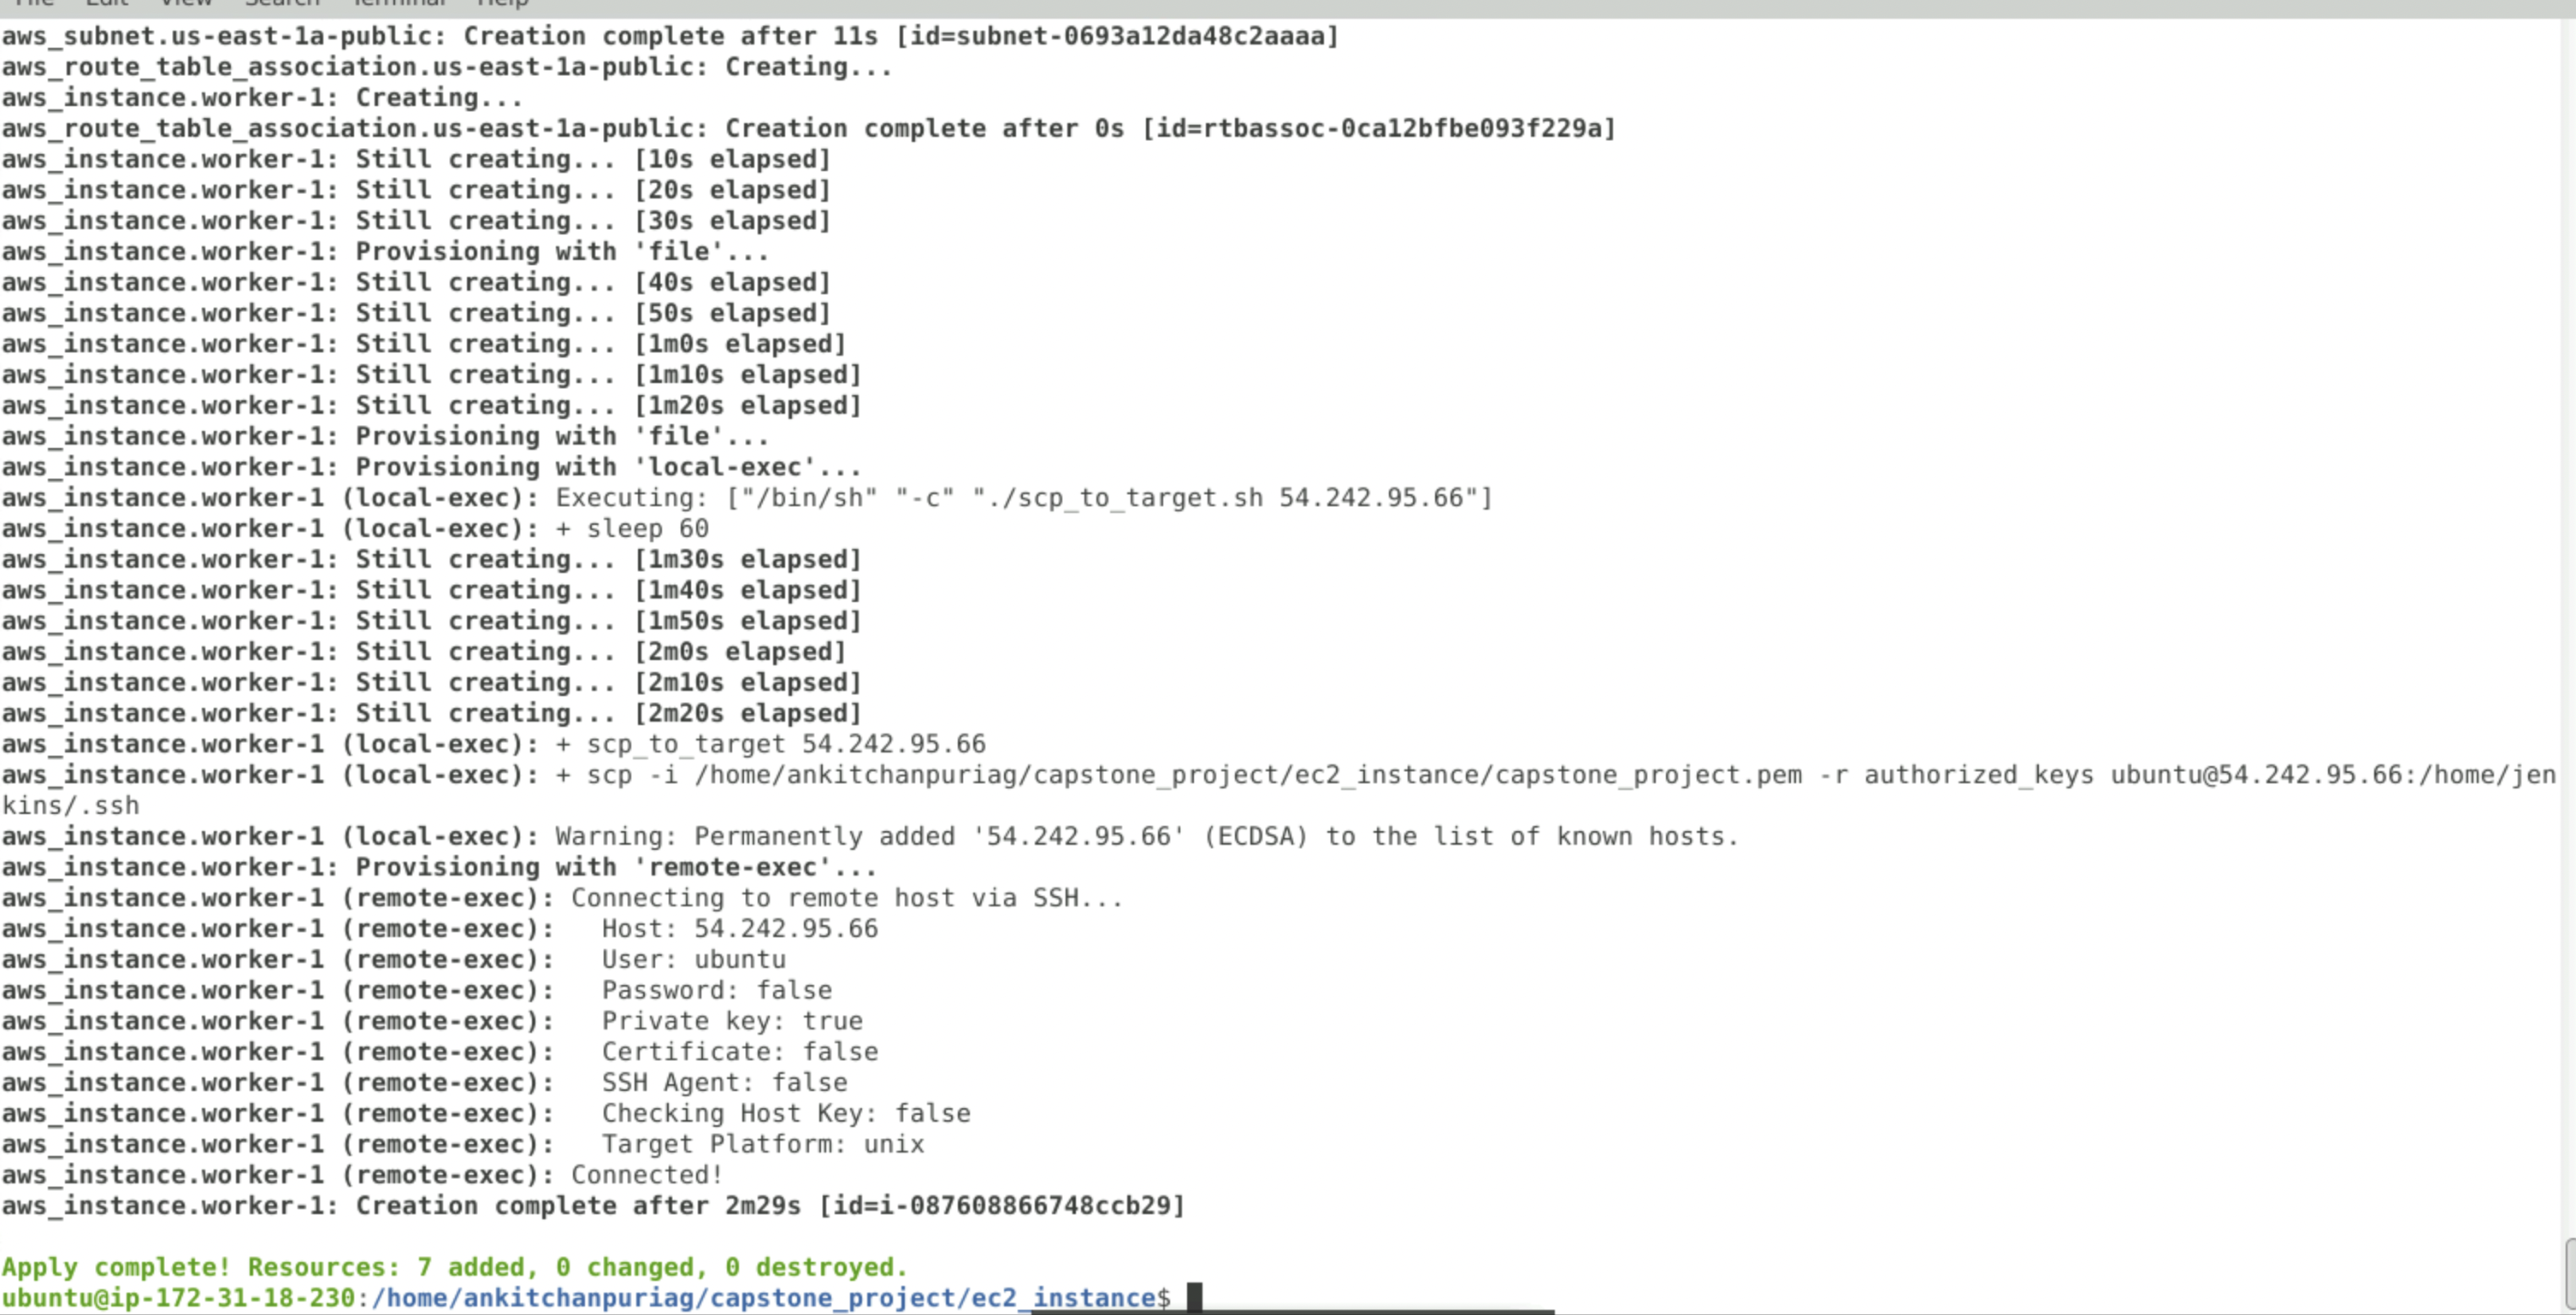 File Edit View Search Terminal Help
aws_subnet.us-east-1a-public: Creation complete after 11s [id=subnet-0693a12da48c2aaaa]
aws_route_table_association.us-east-1a-public: Creating...
aws_instance.worker-1: Creating...
aws_route_table_association.us-east-1a-public: Creation complete after 0s [id=rtbassoc-0ca12bfbe093f229a]
aws_instance.worker-1: Still creating... [10s elapsed]
aws_instance.worker-1: Still creating... [20s elapsed]
aws_instance.worker-1: Still creating... [30s elapsed]
aws_instance.worker-1: Provisioning with 'file'...
aws_instance.worker-1: Still creating... [40s elapsed]
aws_instance.worker-1: Still creating... [50s elapsed]
aws_instance.worker-1: Still creating... [1m0s elapsed]
aws_instance.worker-1: Still creating... [1m10s elapsed]
aws_instance.worker-1: Still creating... [1m20s elapsed]
aws_instance.worker-1: Provisioning with 'file'...
aws_instance.worker-1: Provisioning with 'local-exec'...
aws_instance.worker-1 (local-exec): Executing: ["/bin/sh" "-c" "./scp_to_target.sh 54.242.95.66"]
aws_instance.worker-1 (local-exec): + sleep 60
aws_instance.worker-1: Still creating... [1m30s elapsed]
aws_instance.worker-1: Still creating... [1m40s elapsed]
aws_instance.worker-1: Still creating... [1m50s elapsed]
aws_instance.worker-1: Still creating... [2m0s elapsed]
aws_instance.worker-1: Still creating... [2m10s elapsed]
aws_instance.worker-1: Still creating... [2m20s elapsed]
aws_instance.worker-1 (local-exec): + scp_to_target 54.242.95.66
aws_instance.worker-1 (local-exec): + scp -i /home/ankitchanpuriag/capstone_project/ec2_instance/capstone_project.pem -r authorized_keys ubuntu@54.242.95.66:/home/jen
kins/.ssh
aws_instance.worker-1 (local-exec): Warning: Permanently added '54.242.95.66' (ECDSA) to the list of known hosts.
aws_instance.worker-1: Provisioning with 'remote-exec'...
aws_instance.worker-1 (remote-exec): Connecting to remote host via SSH...
aws_instance.worker-1 (remote-exec):   Host: 54.242.95.66
aws_instance.worker-1 (remote-exec):   User: ubuntu
aws_instance.worker-1 (remote-exec):   Password: false
aws_instance.worker-1 (remote-exec):   Private key: true
aws_instance.worker-1 (remote-exec):   Certificate: false
aws_instance.worker-1 (remote-exec):   SSH Agent: false
aws_instance.worker-1 (remote-exec):   Checking Host Key: false
aws_instance.worker-1 (remote-exec):   Target Platform: unix
aws_instance.worker-1 (remote-exec): Connected!
aws_instance.worker-1: Creation complete after 2m29s [id=i-087608866748ccb29]
Apply complete! Resources: 7 added, 0 changed, 0 destroyed.
ubuntu@ip-172-31-18-230:/home/ankitchanpuriag/capstone_project/ec2_instance$